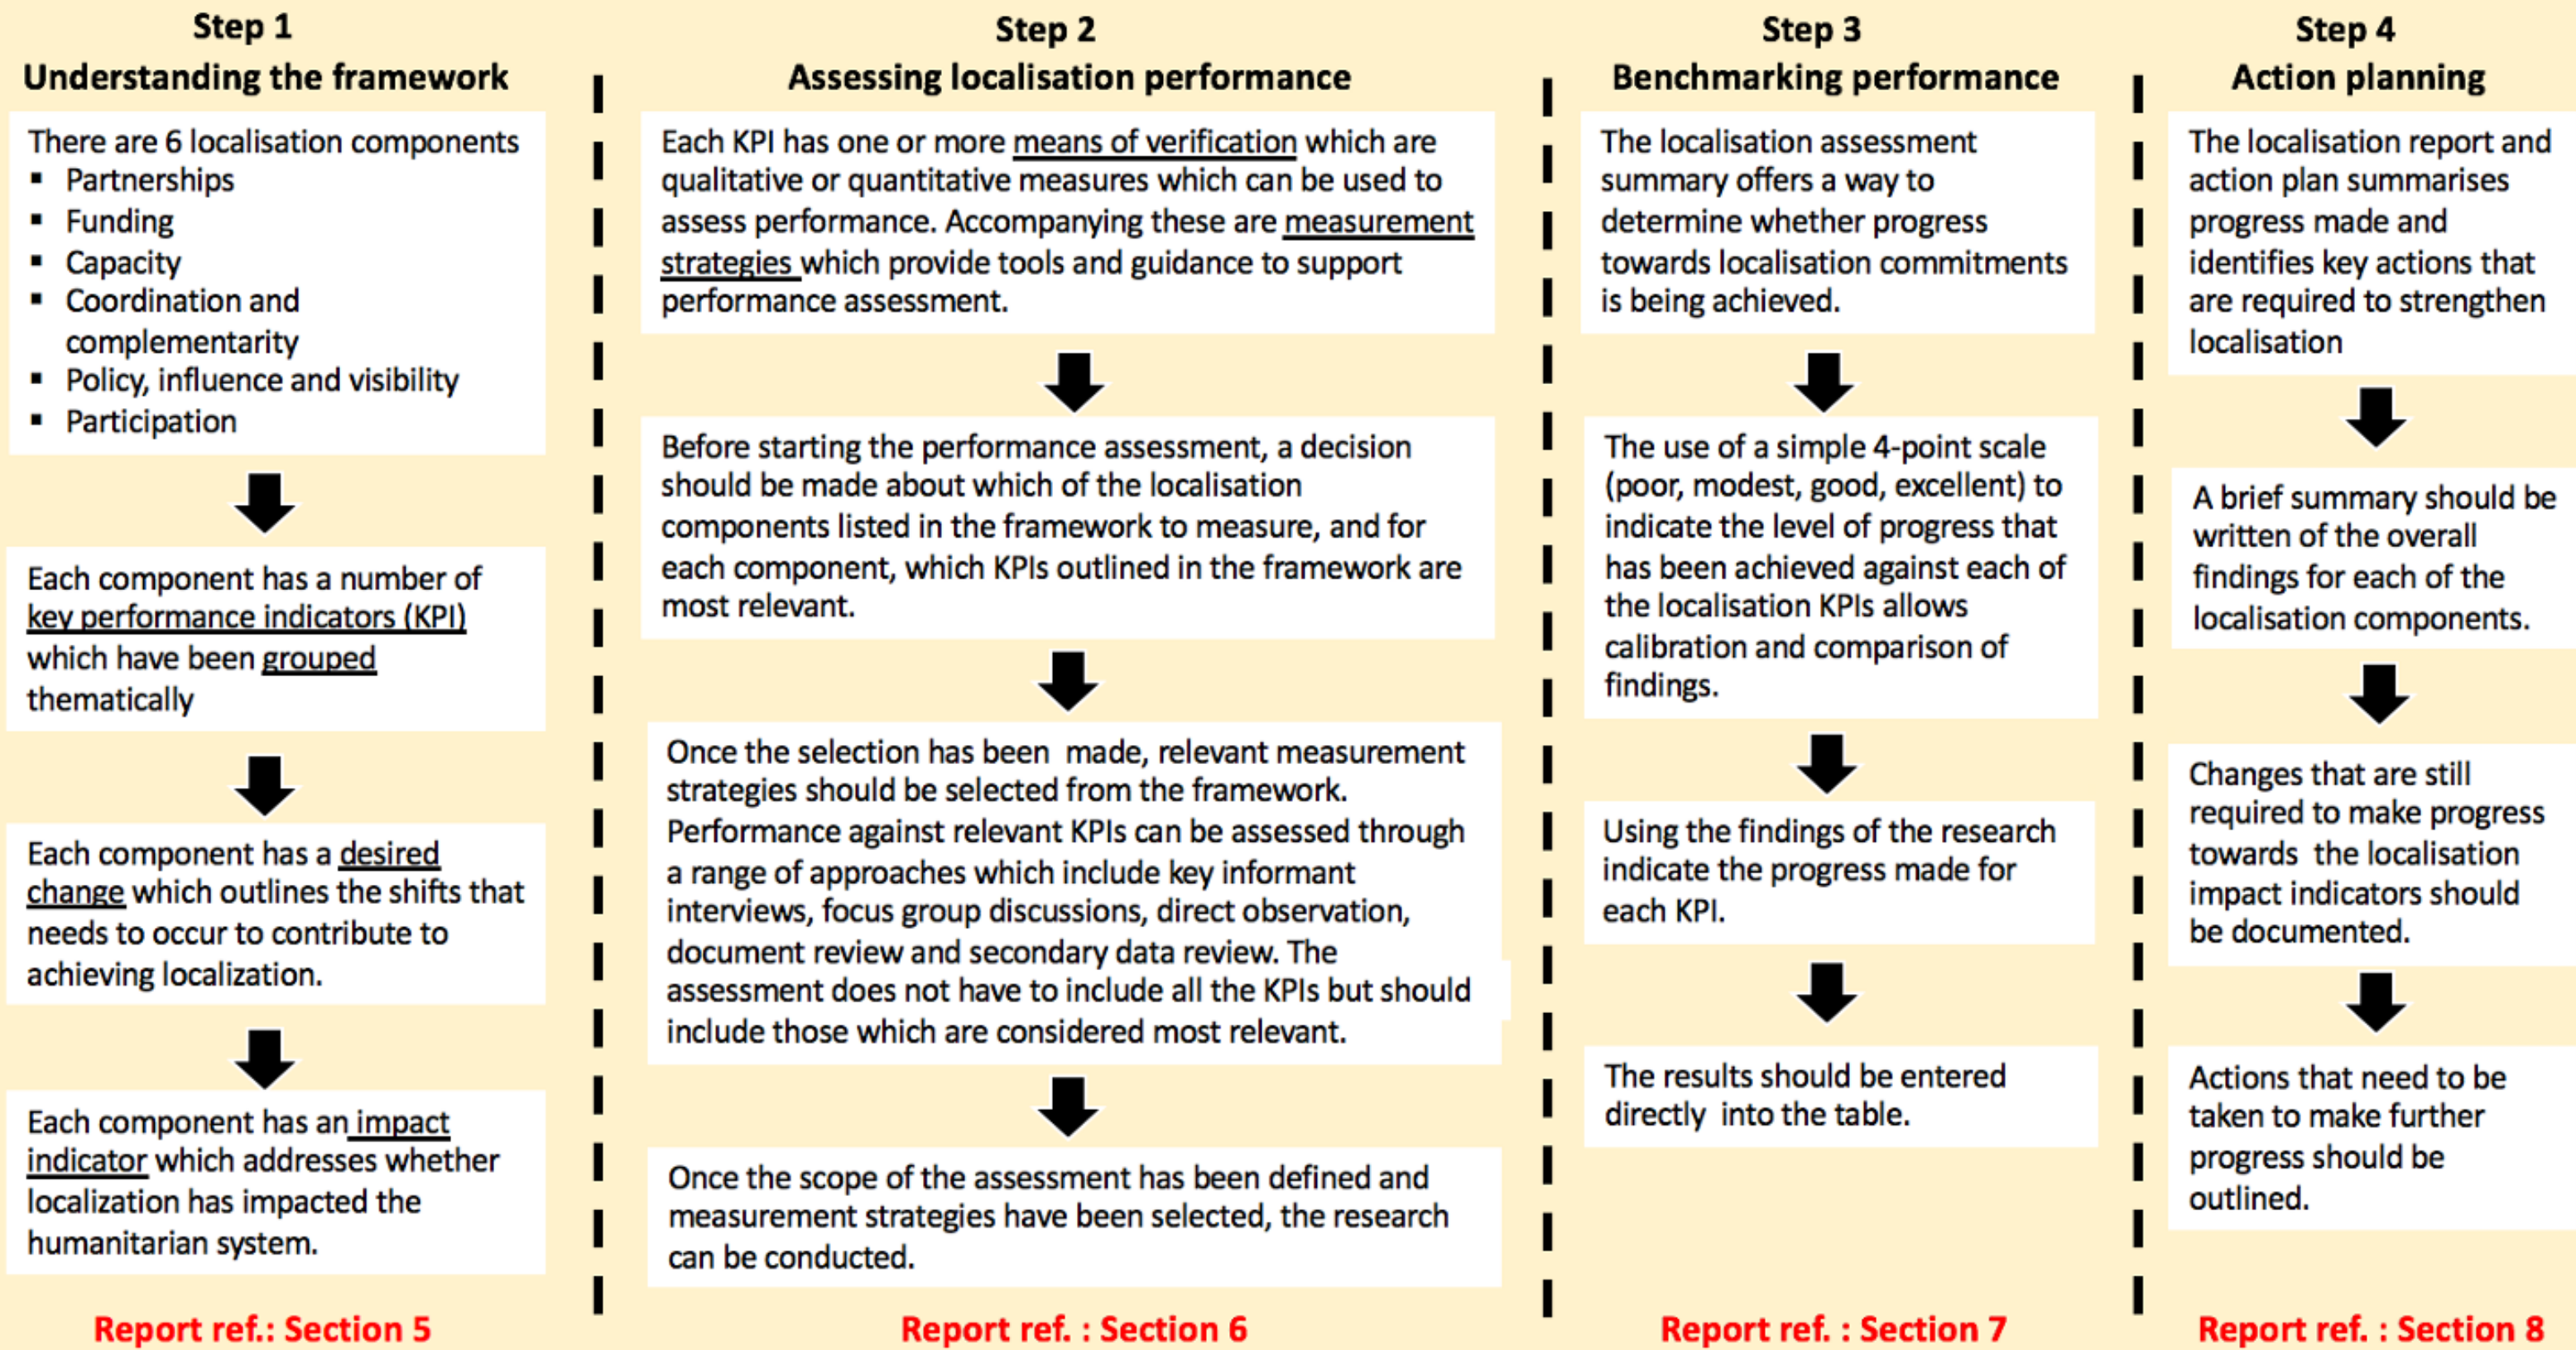 Step 1
Understanding the framework
There are 6 localisation components
▪ Partnerships
▪ Funding
▪ Capacity
▪ Coordination and
complementarity
▪ Policy, influence and visibility
▪ Participation
Each component has a number of
key performance indicators (KPI)
which have been grouped
thematically
Each component has a desired
change which outlines the shifts that
needs to occur to contribute to
achieving localization.
Each component has an impact
indicator which addresses whether
localization has impacted the
humanitarian system.
Report ref.: Section 5
Step 2
Assessing localisation performance
Each KPI has one or more means of verification which are
qualitative or quantitative measures which can be used to
assess performance. Accompanying these are measurement
strategies which provide tools and guidance to support
performance assessment.
Before starting the performance assessment, a decision
should be made about which of the localisation
components listed in the framework to measure, and for
each component, which KPIs outlined in the framework are
most relevant.
Once the selection has been made, relevant measurement
strategies should be selected from the framework.
Performance against relevant KPIs can be assessed through
a range of approaches which include key informant
interviews, focus group discussions, direct observation,
document review and secondary data review. The
assessment does not have to include all the KPIs but should
include those which are considered most relevant.
Once the scope of the assessment has been defined and
measurement strategies have been selected, the research
can be conducted.
Report ref. : Section 6
Step 3
Benchmarking performance
The localisation assessment
summary offers a way to
determine whether progress
towards localisation commitments
is being achieved.
The use of a simple 4-point scale
(poor, modest, good, excellent) to
indicate the level of progress that
has been achieved against each of
the localisation KPIs allows
calibration and comparison of
findings.
Using the findings of the research
indicate the progress made for
each KPI.
The results should be entered
directly into the table.
Report ref. : Section 7
Step 4
Action planning
The localisation report and
action plan summarises
progress made and
identifies key actions that
are required to strengthen
localisation
A brief summary should be
written of the overall
findings for each of the
localisation components.
Changes that are still
required to make progress
towards the localisation
impact indicators should
be documented.
Actions that need to be
taken to make further
progress should be
outlined.
Report ref. : Section 8